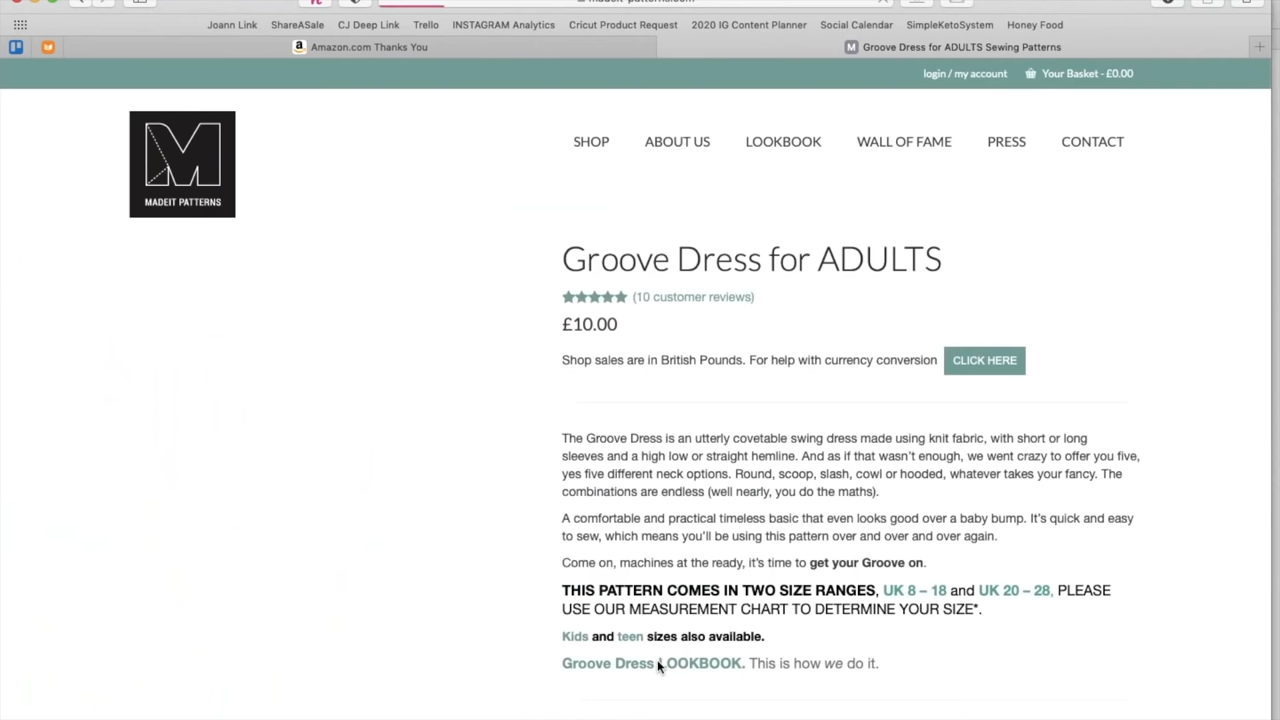 Joann Link ShareASale CJ Deep Link Trello INSTAGRAM Analytics Cricut Product Request 2020 IG Content Planner Social Calendar SimpleKetoSystem Honey Food
Amazon.com Thanks You Groove Dress for ADULTS Sewing Patterns
login / my account Your Basket - £0.00
MADEIT PATTERNS
SHOP ABOUT US LOOKBOOK WALL OF FAME PRESS CONTACT
Groove Dress for ADULTS
(10 customer reviews)
£10.00
Shop sales are in British Pounds. For help with currency conversion CLICK HERE
The Groove Dress is an utterly covetable swing dress made using knit fabric, with short or long
sleeves and a high low or straight hemline. And as if that wasn't enough, we went crazy to offer you five,
yes five different neck options. Round, scoop, slash, cowl or hooded, whatever takes your fancy. The
combinations are endless (well nearly, you do the maths).
A comfortable and practical timeless basic that even looks good over a baby bump. It's quick and easy
to sew, which means you'll be using this pattern over and over and over again.
Come on, machines at the ready, it's time to get your Groove on.
THIS PATTERN COMES IN TWO SIZE RANGES, UK 8 – 18 and UK 20 – 28, PLEASE
USE OUR MEASUREMENT CHART TO DETERMINE YOUR SIZE*.
Kids and teen sizes also available.
Groove Dress LOOKBOOK. This is how we do it.